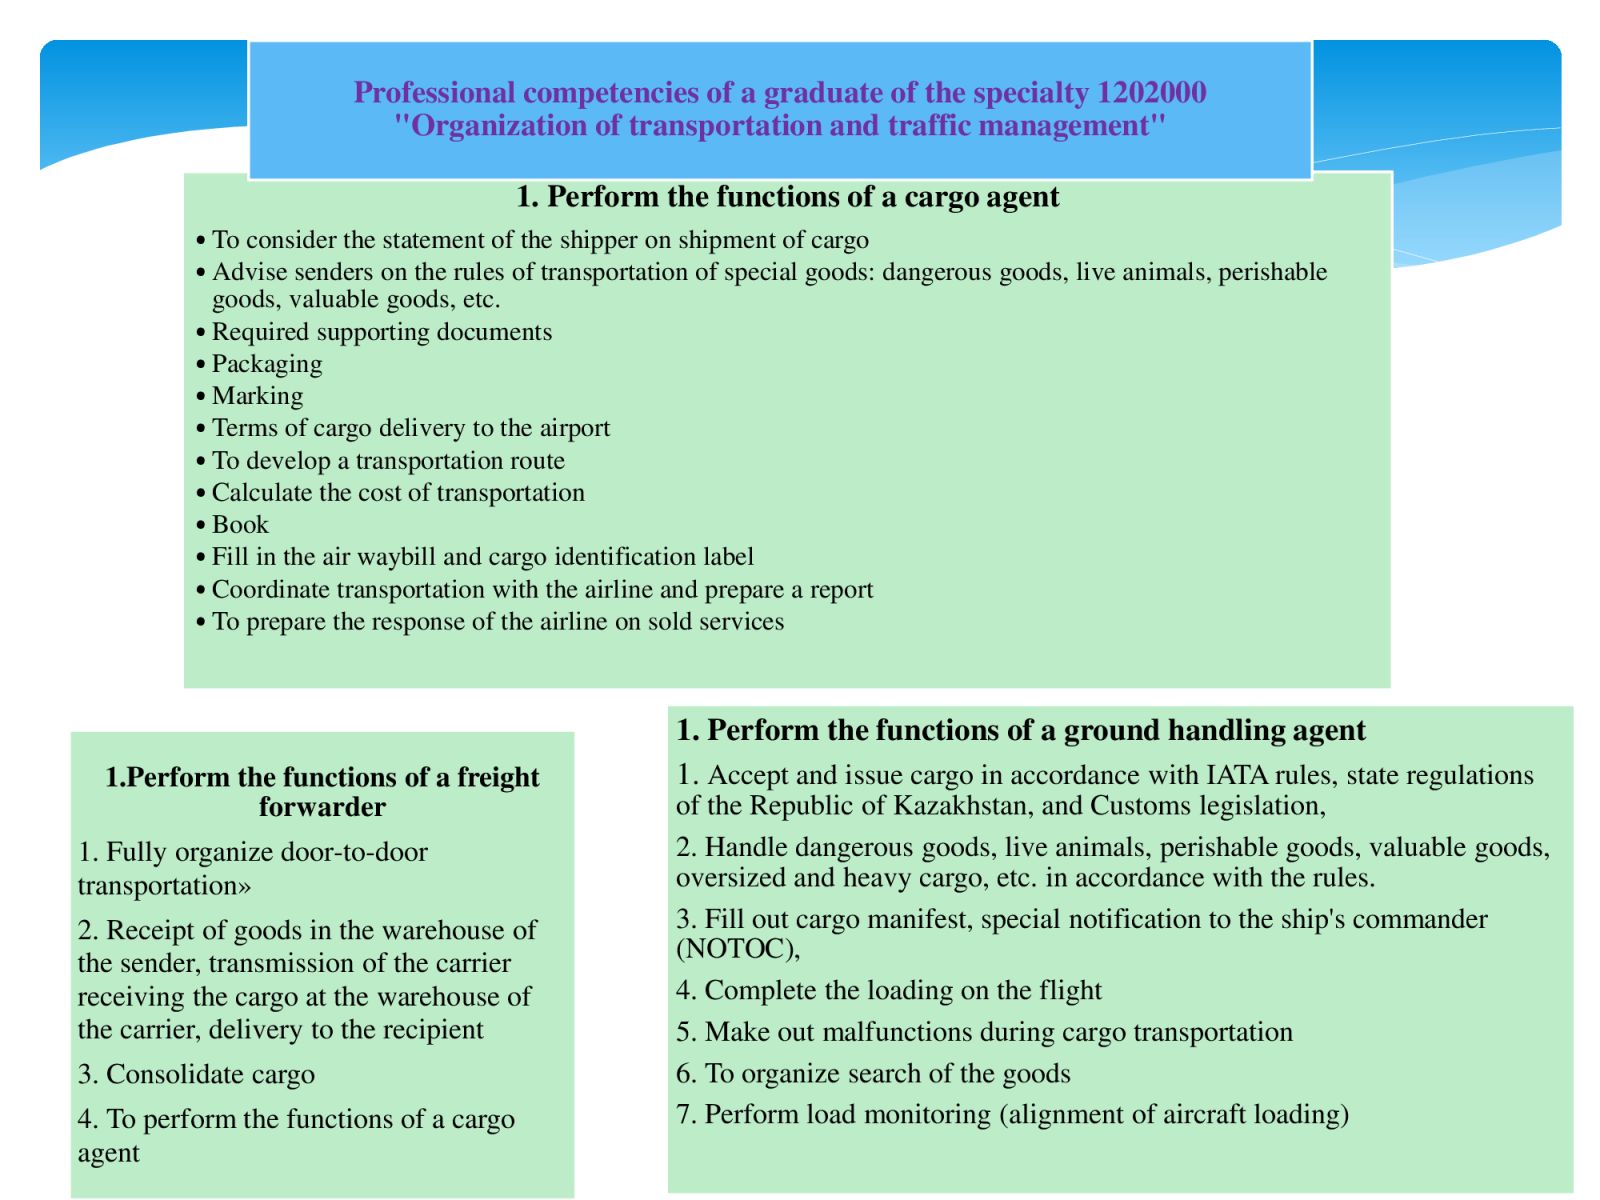 Professional competencies of a graduate of the specialty 1202000
"Organization of transportation and traffic management"
1. Perform the functions of a cargo agent
• To consider the statement of the shipper on shipment of cargo
• Advise senders on the rules of transportation of special goods: dangerous goods, live animals, perishable
goods, valuable goods, etc.
• Required supporting documents
• Packaging
• Marking
• Terms of cargo delivery to the airport
• To develop a transportation route
• Calculate the cost of transportation
• Book
• Fill in the air waybill and cargo identification label
• Coordinate transportation with the airline and prepare a report
• To prepare the response of the airline on sold services
1.Perform the functions of a freight
forwarder
1. Fully organize door-to-door
transportation»
2. Receipt of goods in the warehouse of
the sender, transmission of the carrier
receiving the cargo at the warehouse of
the carrier, delivery to the recipient
3. Consolidate cargo
4. To perform the functions of a cargo
agent
1. Perform the functions of a ground handling agent
1. Accept and issue cargo in accordance with IATA rules, state regulations
of the Republic of Kazakhstan, and Customs legislation,
2. Handle dangerous goods, live animals, perishable goods, valuable goods,
oversized and heavy cargo, etc. in accordance with the rules.
3. Fill out cargo manifest, special notification to the ship's commander
(NOTOC),
4. Complete the loading on the flight
5. Make out malfunctions during cargo transportation
6. To organize search of the goods
7. Perform load monitoring (alignment of aircraft loading)